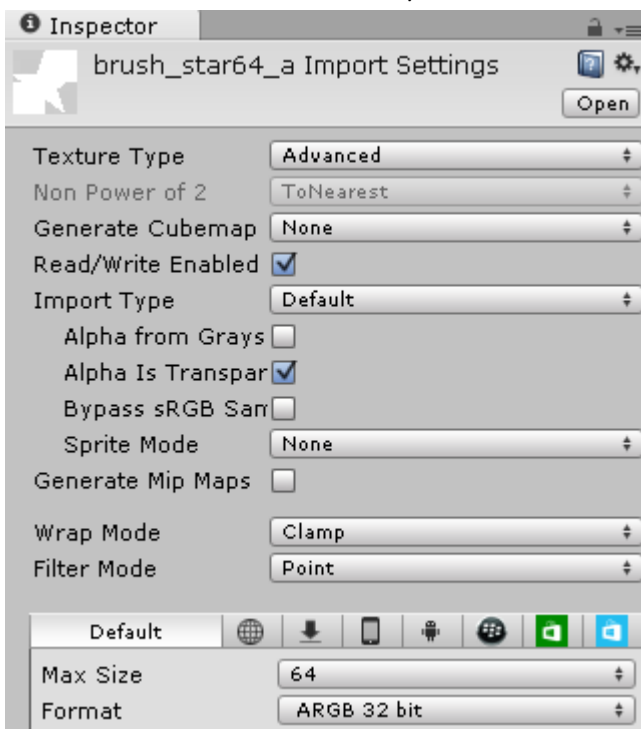 Inspector
brush_star64_a Import Settings
Open
Texture Type Advanced
Non Power of 2 ToNearest
Generate Cubemap None
Read/Write Enabled
Import Type Default
Alpha from Grays
Alpha Is Transpar
Bypass sRGB Sam
Sprite Mode None
Generate Mip Maps
Wrap Mode Clamp
Filter Mode Point
Default
Max Size 64
Format ARGB 32 bit